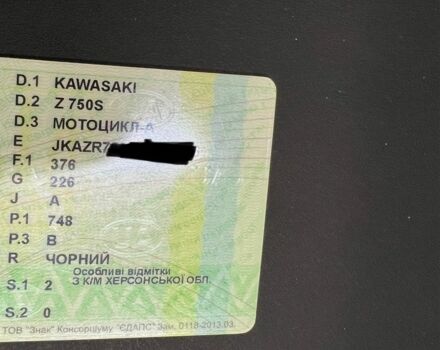 D.1 KAWASAKI
D.2 Z 750S
D.3 МОТОЦИКЛ-А
E JKAZR7
F.1 376
G 226
J A
P.1 748
P.3 B
R ЧОРНИЙ
Особливі відмітки
З К/М ХЕРСОНСЬКОЇ ОБЛ.
S.1 2
S.2 0
ТОВ "Знак" Консорціуму "ЄДАПС" Зам. 0118-2013.03.